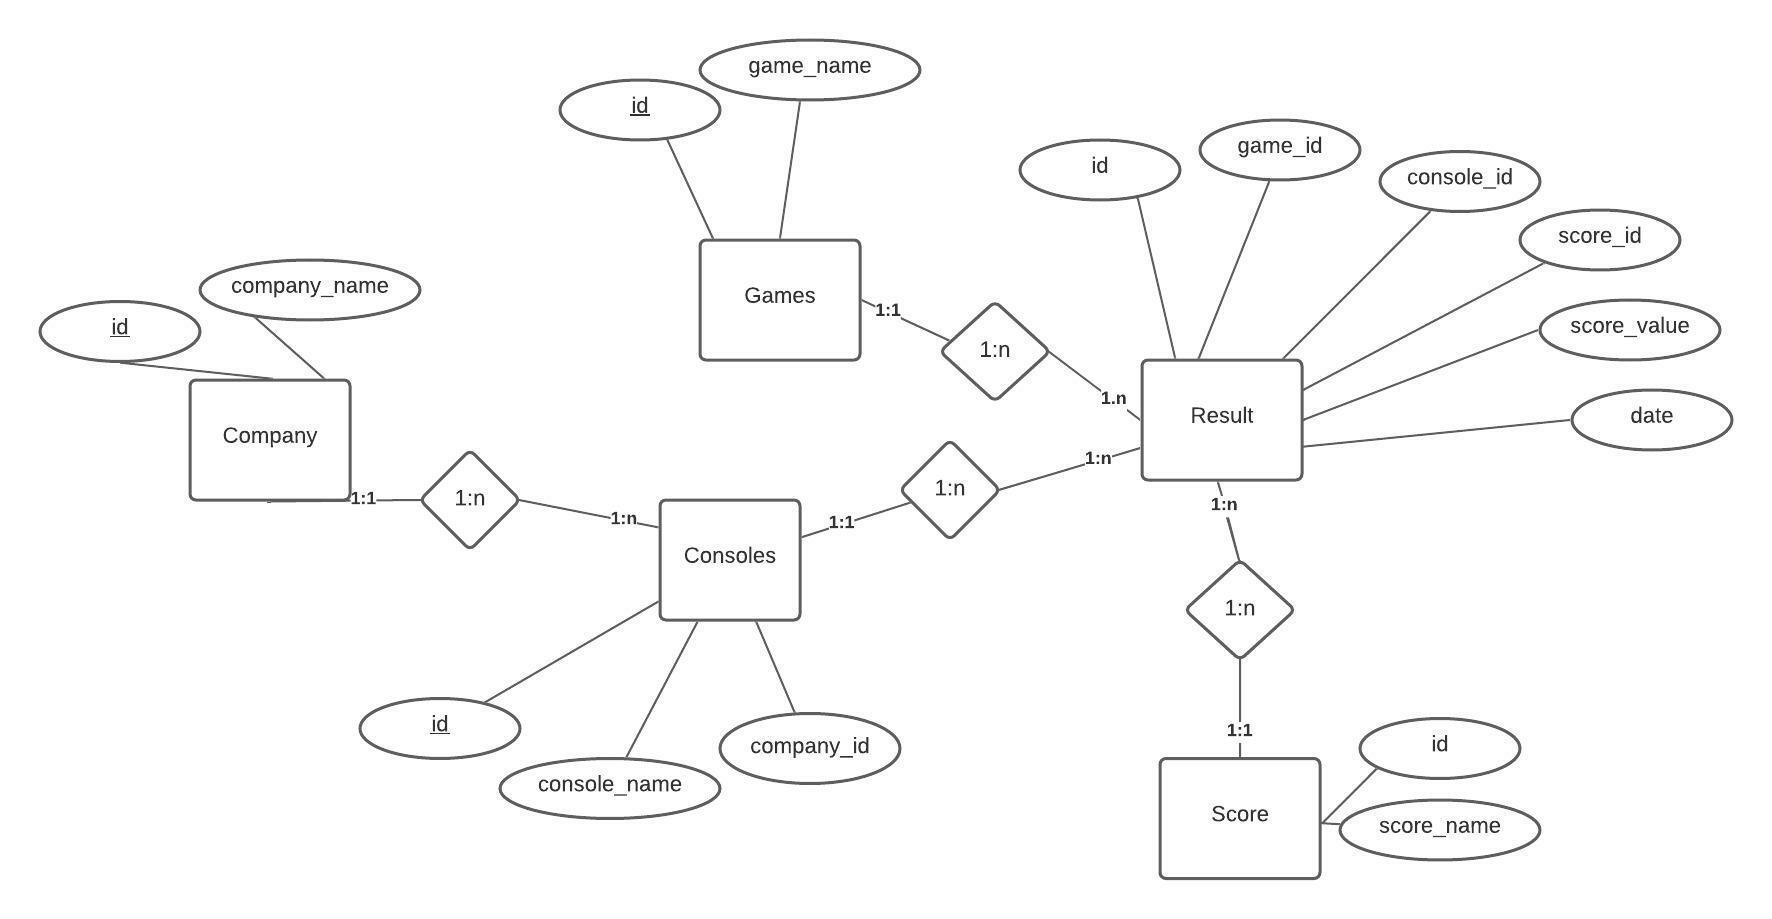 game_name
id
id
game_id
console_id
score_id
company_name
id
Games
1:1
score_value
1:n
1.n
Result
date
Company
1:n
1:1
1:n
1:n
1:n
1:1
1:n
Consoles
1:n
id
console_name
company_id
1:1
id
Score
score_name